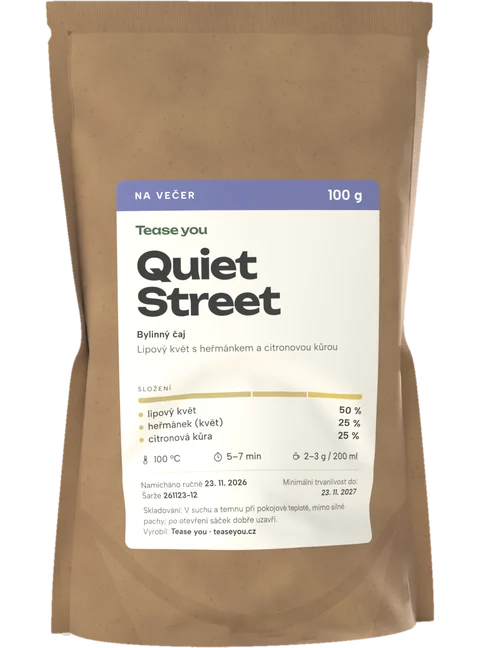 NA VEČER 100 g
Tease you
Quiet
Street
Bylinný čaj
Lipový květ s heřmánkem a citronovou kůrou
SLOŽENÍ
lipový květ 50 %
heřmánek (květ) 25 %
citronová kůra 25 %
100 °C 5–7 min 2–3 g / 200 ml
Namícháno ručně 23. 11. 2026 Minimální trvanlivost do:
Šarže 261123-12 23. 11. 2027
Skladování: V suchu a temnu při pokojové teplotě, mimo silné
pachy; po otevření sáček dobře uzavři.
Vyrobil: Tease you · teaseyou.cz